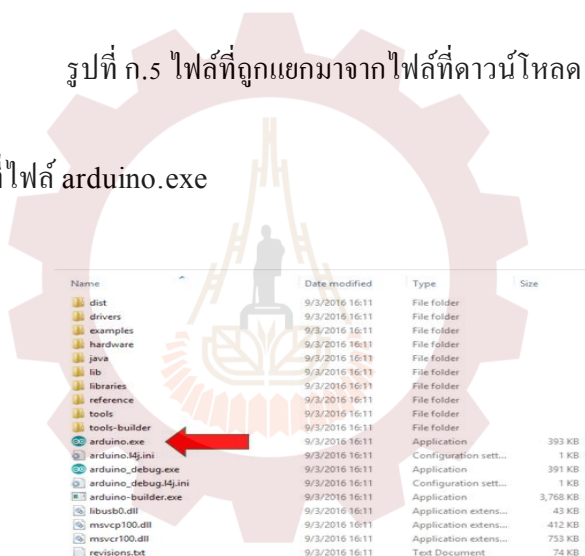 รูปที่ ก.5 ไฟล์ที่ถูกแยกมาจากไฟล์ที่ดาวน์โหลด
ที่ไฟล์ arduino.exe
Name Date modified Type Size
dist 9/3/2016 16:11 File folder
drivers 9/3/2016 16:11 File folder
examples 9/3/2016 16:11 File folder
hardware 9/3/2016 16:11 File folder
java 9/3/2016 16:11 File folder
lib 9/3/2016 16:11 File folder
libraries 9/3/2016 16:11 File folder
reference 9/3/2016 16:11 File folder
tools 9/3/2016 16:11 File folder
tools-builder 9/3/2016 16:11 File folder
arduino.exe 9/3/2016 16:11 Application 393 KB
arduino.l4j.ini 9/3/2016 16:11 Configuration sett... 1 KB
arduino_debug.exe 9/3/2016 16:11 Application 391 KB
arduino_debug.l4j.ini 9/3/2016 16:11 Configuration sett... 1 KB
arduino-builder.exe 9/3/2016 16:11 Application 3,768 KB
libusb0.dll 9/3/2016 16:11 Application extens... 43 KB
msvcp100.dll 9/3/2016 16:11 Application extens... 412 KB
msvcr100.dll 9/3/2016 16:11 Application extens... 753 KB
revisions.txt 9/3/2016 16:11 Text Document 74 KB